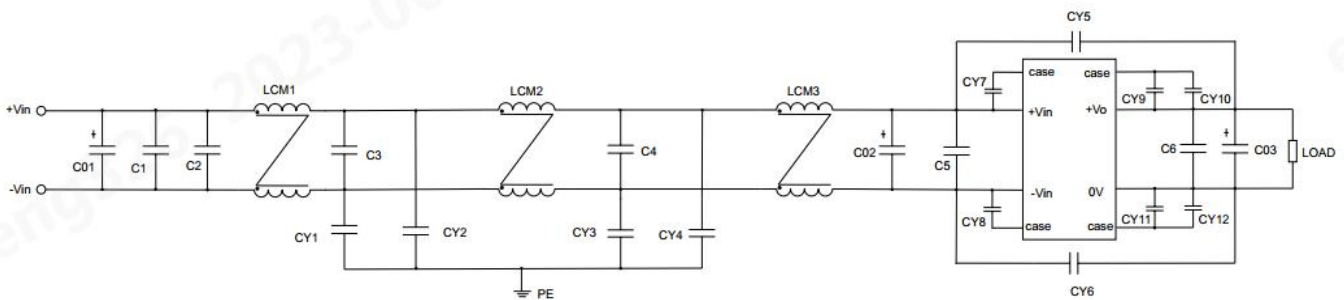 CY5
LCM1
LCM2
LCM3
CY7
case
case
CY9
CY10
+Vin
+Vin
+Vo
+
C01
C1
C2
C3
C4
+
C02
C5
C6
+
C03
LOAD
-Vin
-Vin
0V
CY1
CY2
CY3
CY4
CY8
case
case
CY11
CY12
PE
CY6